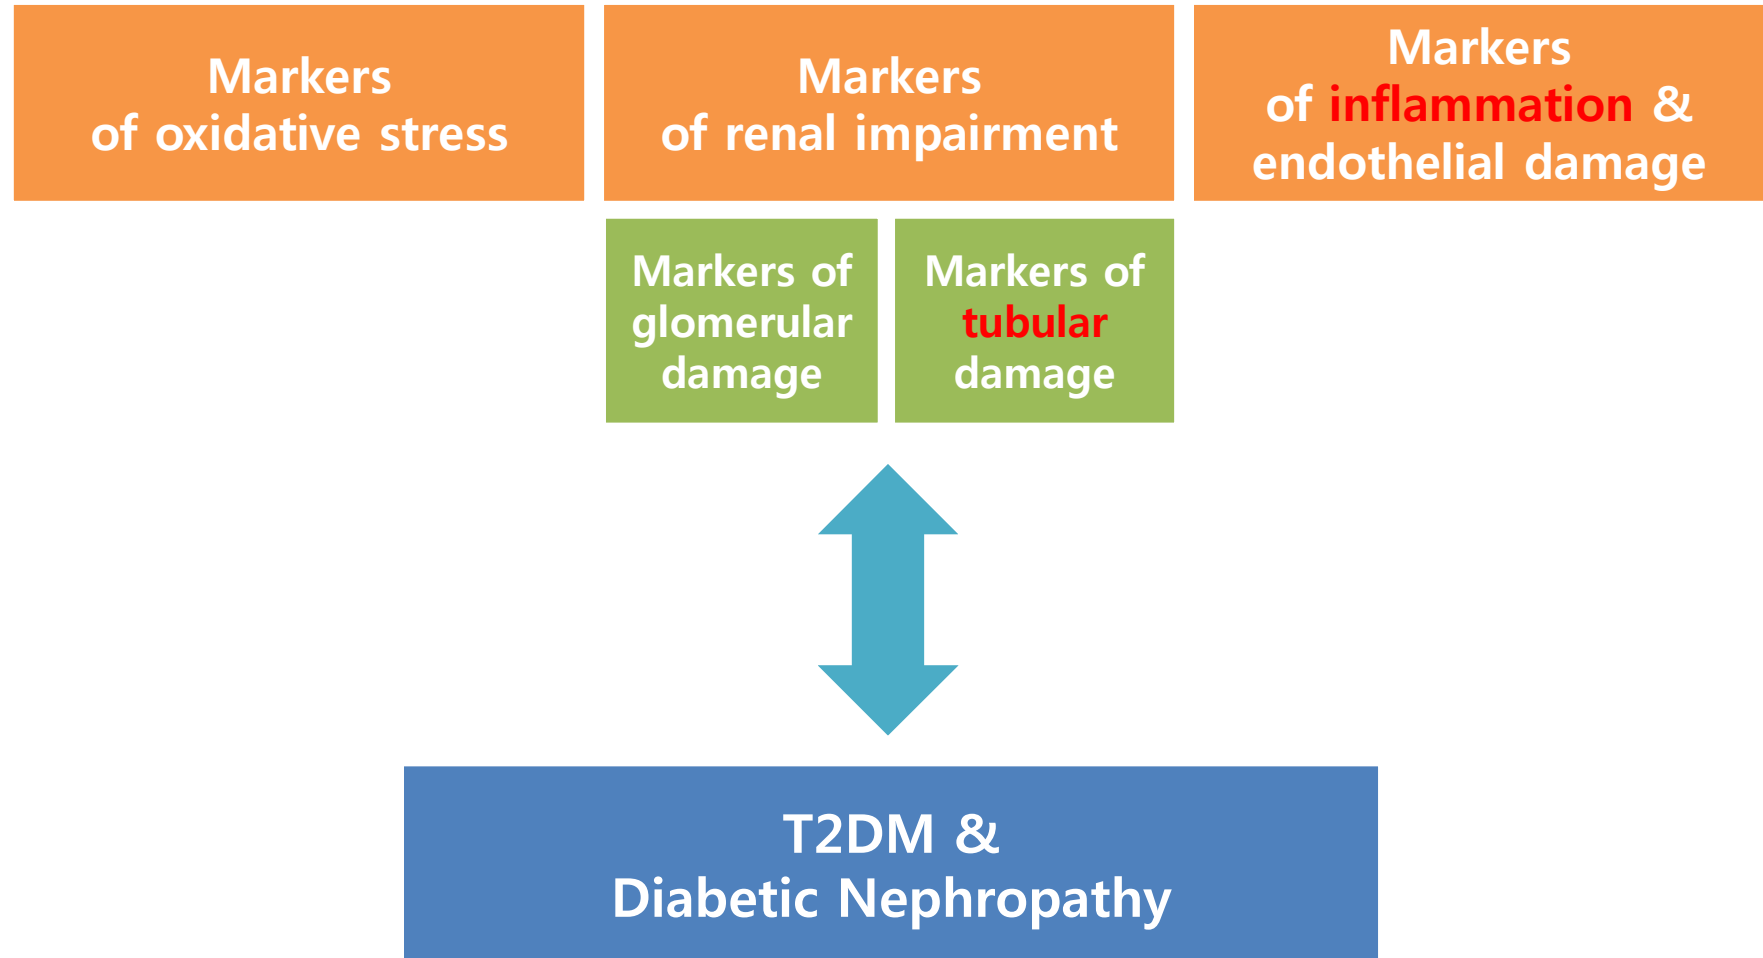 Markers
of oxidative stress
Markers
of renal impairment
Markers
of inflammation &
endothelial damage
Markers of
glomerular
damage
Markers of
tubular
damage
T2DM &
Diabetic Nephropathy